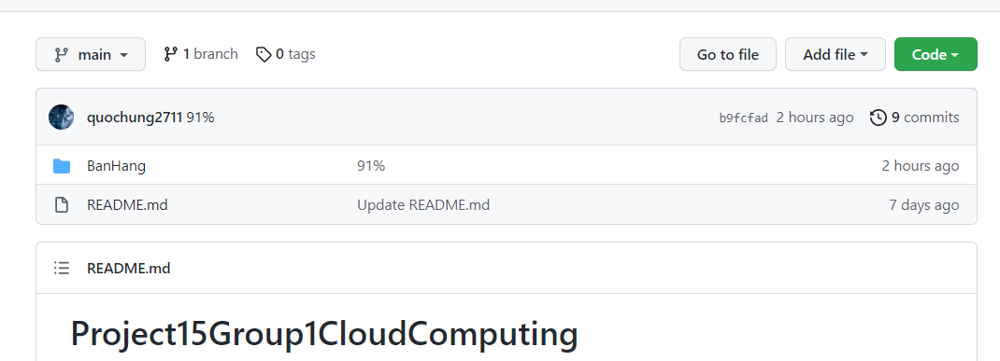 main 1 branch 0 tags Go to file Add file Code
quochung2711 91% b9fcfad 2 hours ago 9 commits
BanHang 91% 2 hours ago
README.md Update README.md 7 days ago
README.md
Project15Group1CloudComputing